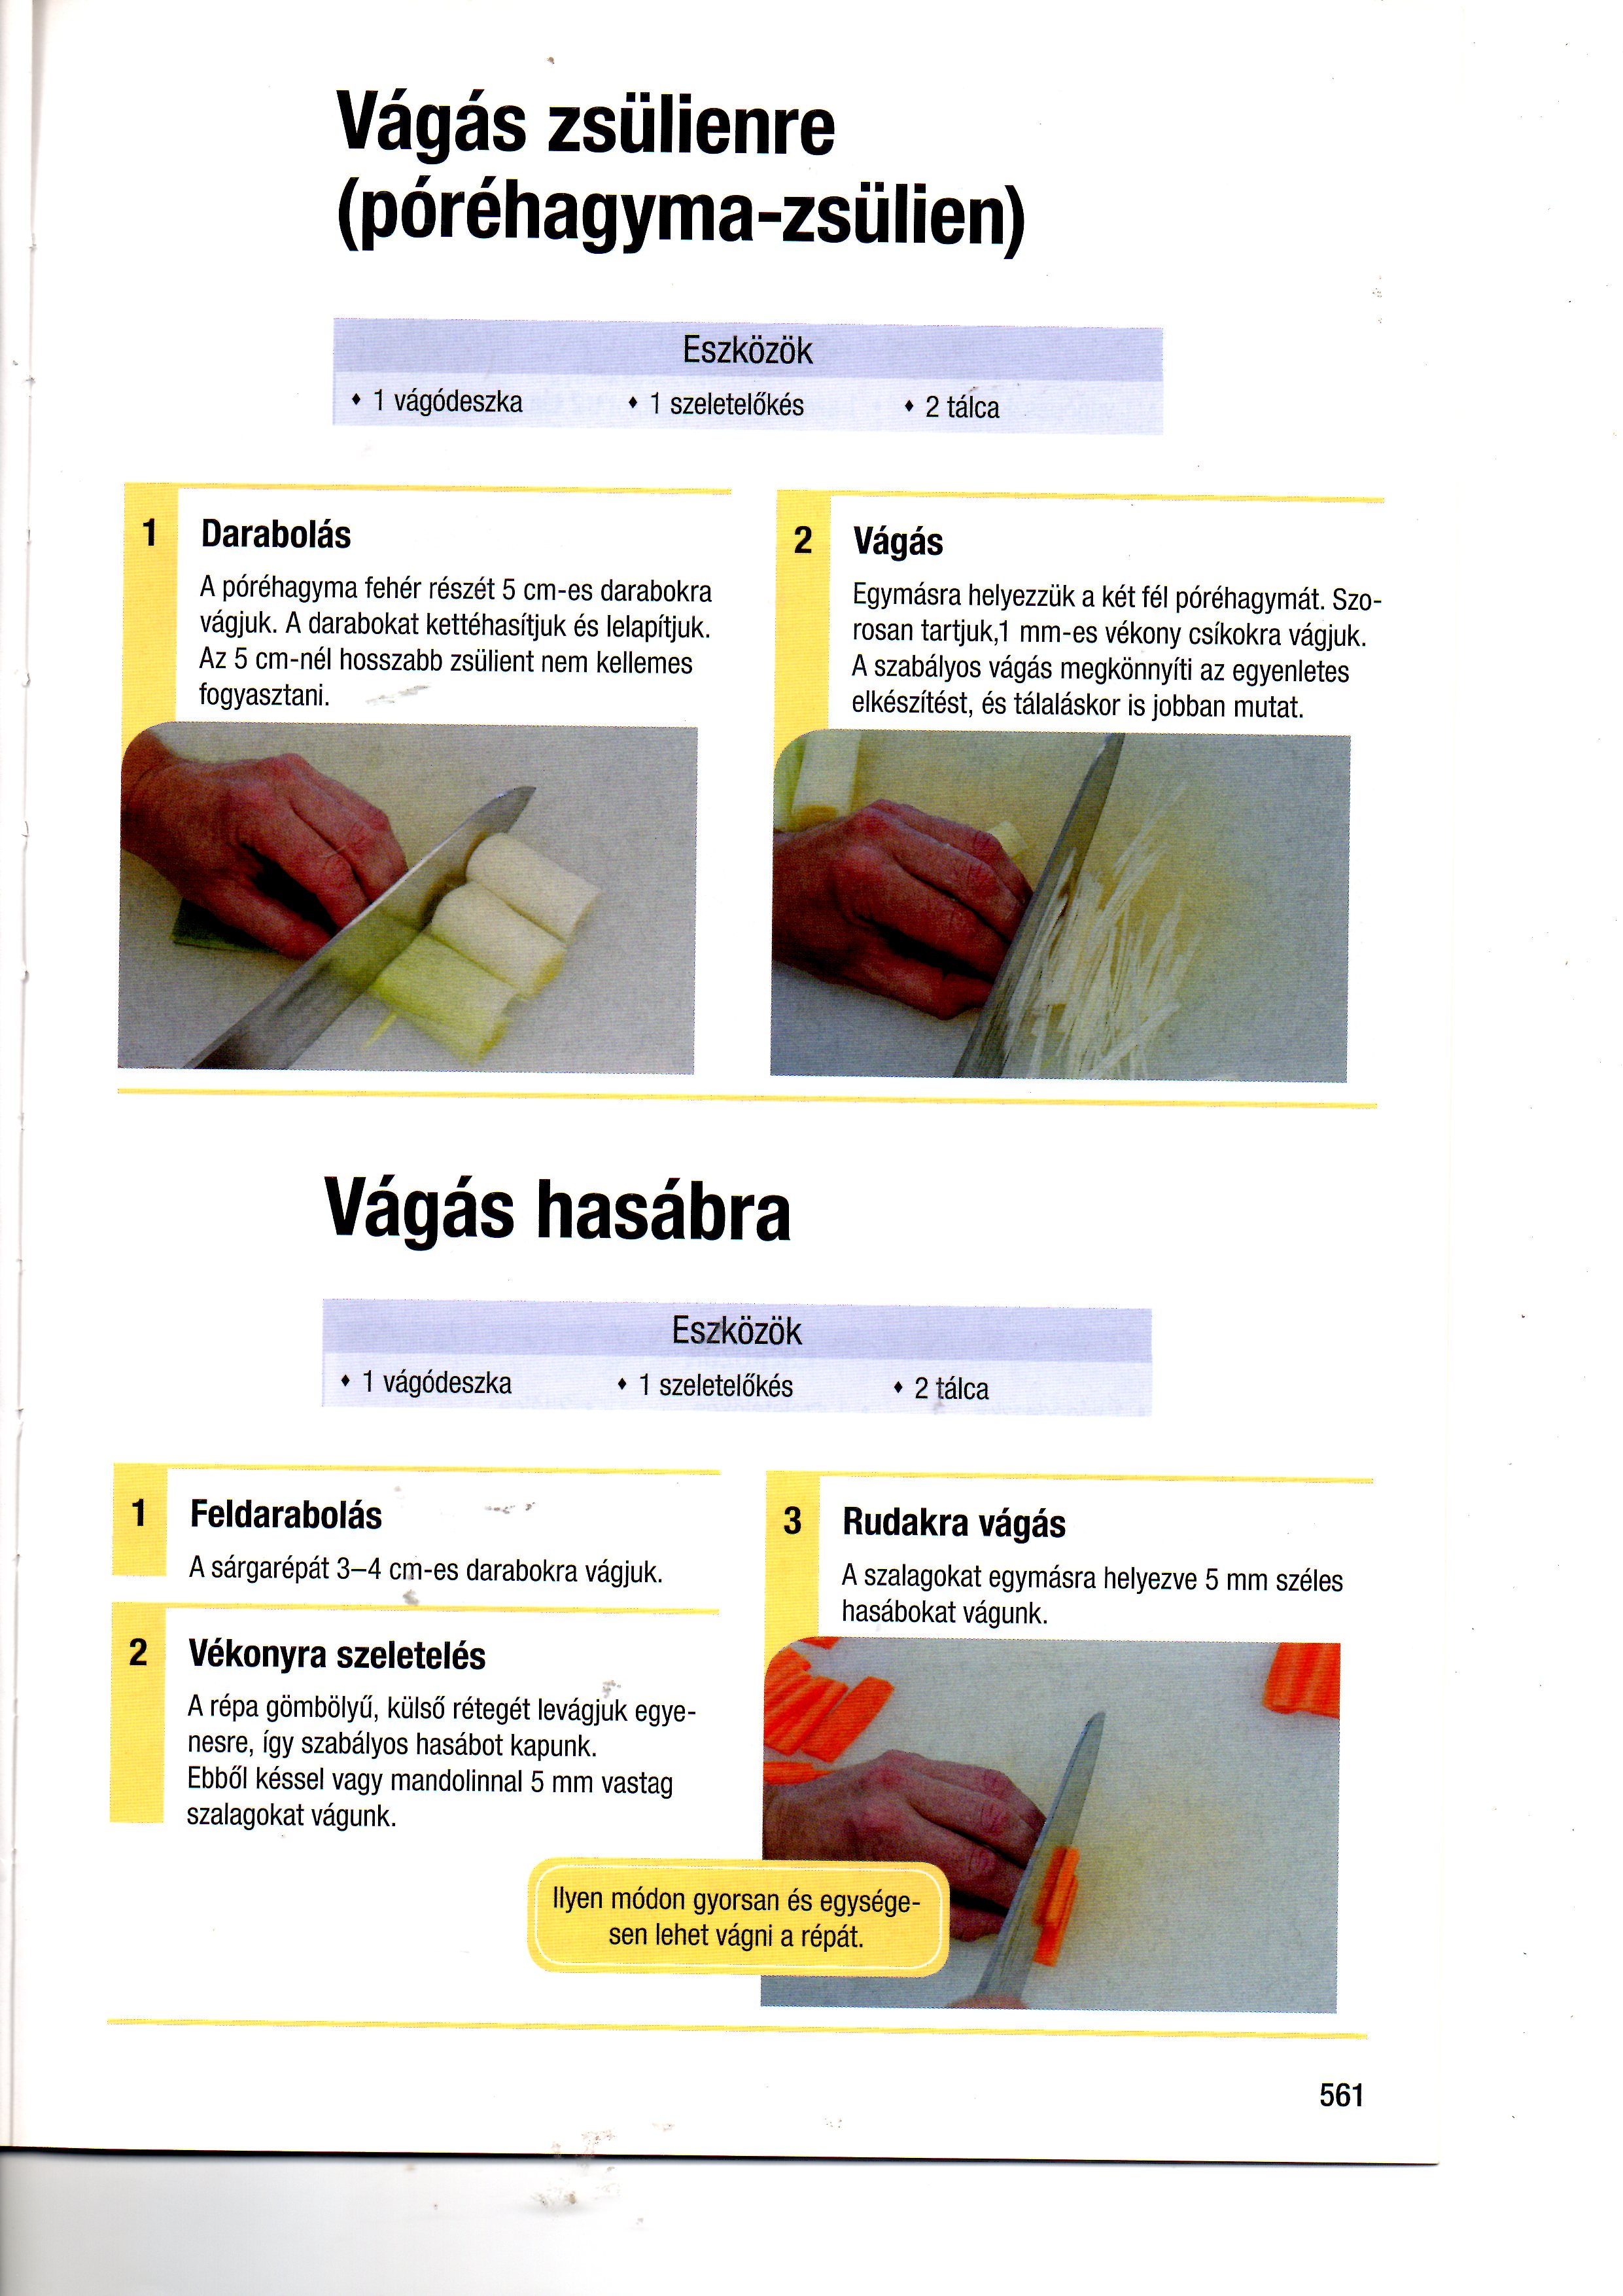 Vágás zsülienre
(póréhagyma-zsülien)
Eszközök
♦ 1 vágódeszka ♦ 1 szeletelőkés ♦ 2 tálca
1 Darabolás
A póréhagyma fehér részét 5 cm-es darabokra
vágjuk. A darabokat kettéhasítjuk és lelapítjuk.
Az 5 cm-nél hosszabb zsülient nem kellemes
fogyasztani.
2 Vágás
Egymásra helyezzük a két fél póréhagymát. Szo-
rosan tartjuk,1 mm-es vékony csíkokra vágjuk.
A szabályos vágás megkönnyíti az egyenletes
elkészítést, és tálaláskor is jobban mutat.
Vágás hasábra
Eszközök
♦ 1 vágódeszka ♦ 1 szeletelőkés ♦ 2 tálca
1 Feldarabolás
A sárgarépát 3–4 cm-es darabokra vágjuk.
2 Vékonyra szeletelés
A répa gömbölyű, külső rétegét levágjuk egye-
nesre, így szabályos hasábot kapunk.
Ebből késsel vagy mandolinnal 5 mm vastag
szalagokat vágunk.
3 Rudakra vágás
A szalagokat egymásra helyezve 5 mm széles
hasábokat vágunk.
Ilyen módon gyorsan és egysége-
sen lehet vágni a répát.
561